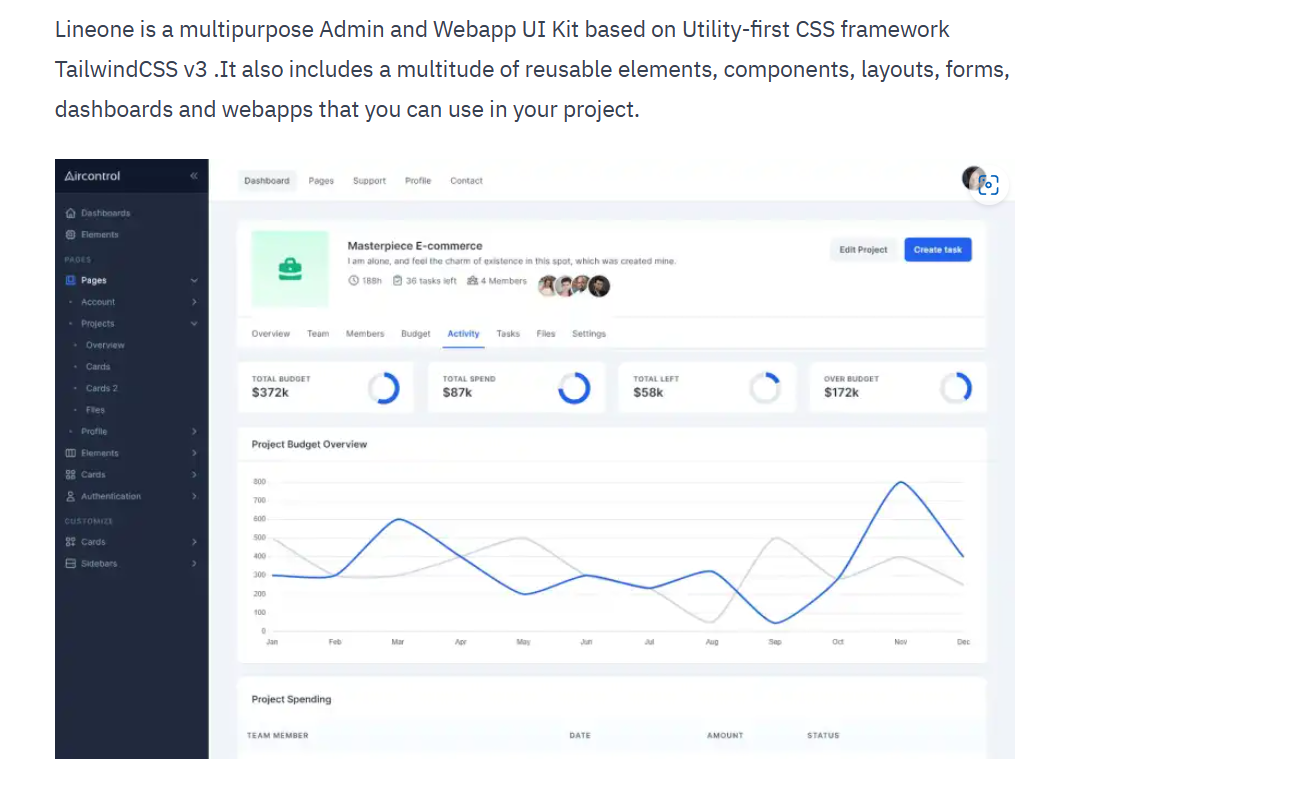 Lineone is a multipurpose Admin and Webapp UI Kit based on Utility-first CSS framework
TailwindCSS v3 .It also includes a multitude of reusable elements, components, layouts, forms,
dashboards and webapps that you can use in your project.
Aircontrol
Dashboards
Elements
PAGES
Pages
Account
Projects
Overview
Cards
Cards 2
Files
Profile
Elements
Cards
Authentication
CUSTOMIZE
Cards
Sidebars
Dashboard Pages Support Profile Contact
Masterpiece E-commerce
I am alone, and feel the charm of existence in this spot, which was created mine.
188h 36 tasks left 4 Members
Edit Project Create task
Overview Team Members Budget Activity Tasks Files Settings
TOTAL BUDGET
$372k
TOTAL SPEND
$87k
TOTAL LEFT
$58k
OVER BUDGET
$172k
Project Budget Overview
800
700
600
500
400
300
200
100
0
Jan Feb Mar Apr May Jun Jul Aug Sep Oct Nov Dec
Project Spending
TEAM MEMBER DATE AMOUNT STATUS